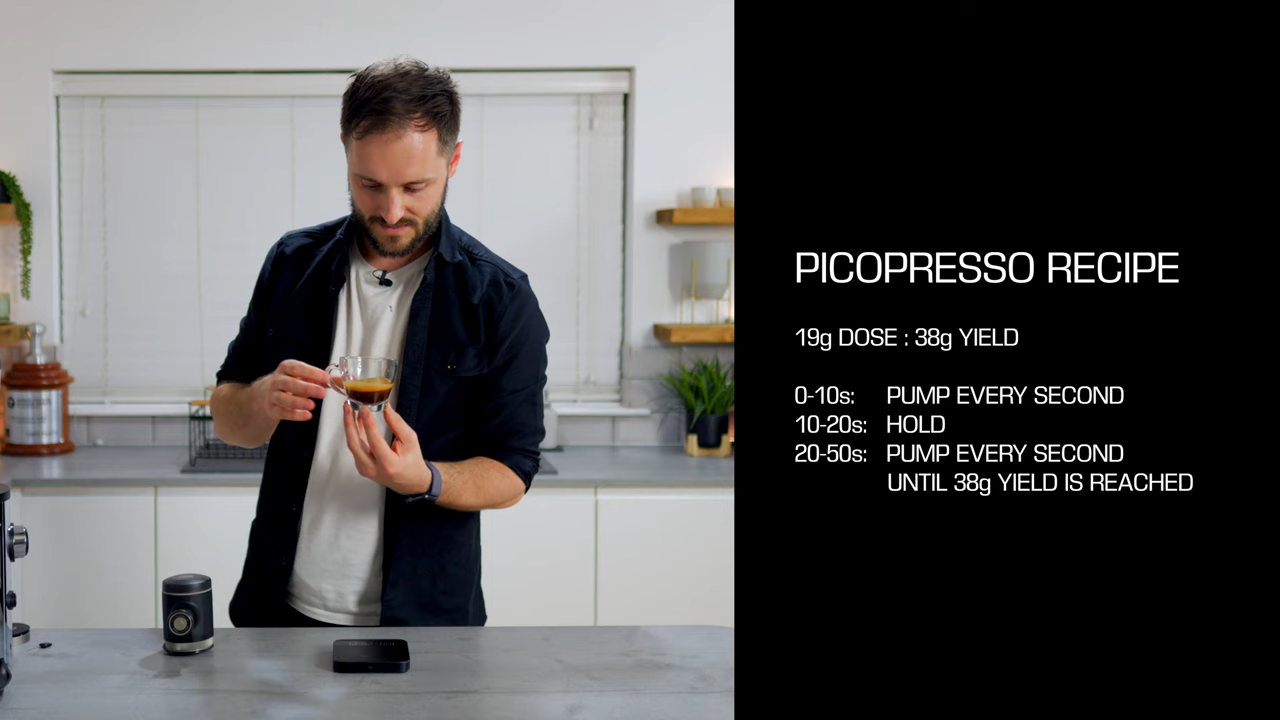 PICOPRESSO RECIPE
19g DOSE : 38g YIELD
0-10s: PUMP EVERY SECOND
10-20s: HOLD
20-50s: PUMP EVERY SECOND
UNTIL 38g YIELD IS REACHED